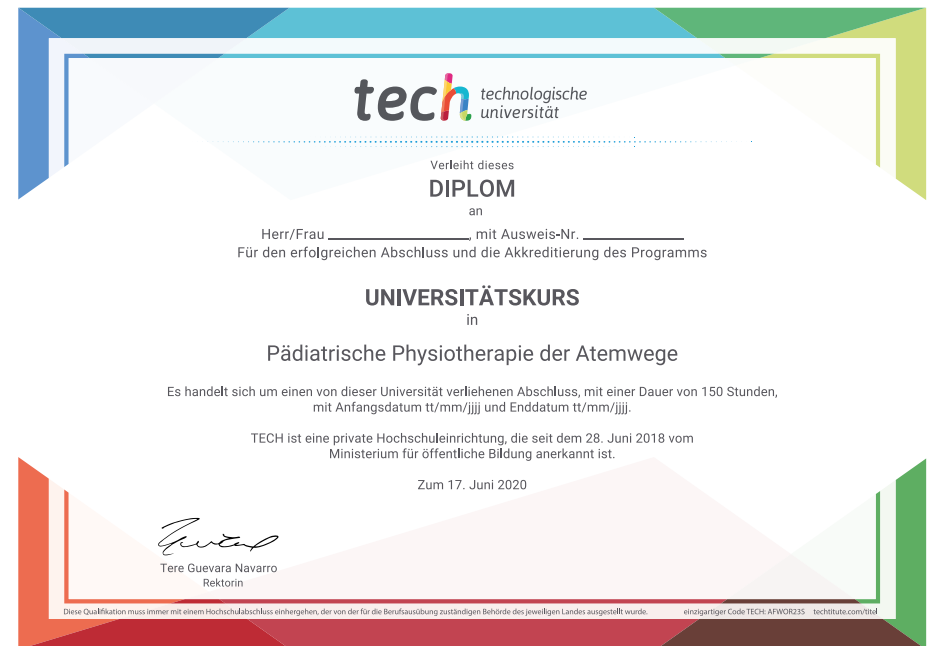 tech technologische
universität
Verleiht dieses
DIPLOM
an
Herr/Frau ____________________, mit Ausweis-Nr. ______________
Für den erfolgreichen Abschluss und die Akkreditierung des Programms
UNIVERSITÄTSKURS
in
Pädiatrische Physiotherapie der Atemwege
Es handelt sich um einen von dieser Universität verliehenen Abschluss, mit einer Dauer von 150 Stunden,
mit Anfangsdatum tt/mm/jjjj und Enddatum tt/mm/jjjj.
TECH ist eine private Hochschuleinrichtung, die seit dem 28. Juni 2018 vom
Ministerium für öffentliche Bildung anerkannt ist.
Zum 17. Juni 2020
Tere Guevara Navarro
Rektorin
Diese Qualifikation muss immer mit einem Hochschulabschluss einhergehen, der von der für die Berufsausübung zuständigen Behörde des jeweiligen Landes ausgestellt wurde. einzigartiger Code TECH: AFWOR23S techtitute.com/titel